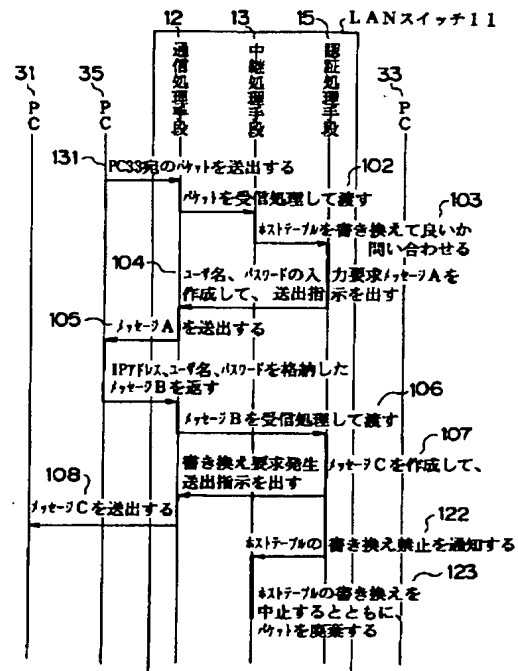 12
13
15
LANスイッチ11
31
PC
35
PC
通信処理手段
中継処理手段
認証処理手段
33
PC
131
PC33宛のパケットを送出する
102
パケットを受信処理して渡す
103
ホストテーブルを書き換えて良いか
問い合わせる
104
ユーザ名、パスワードの入力要求メッセージAを
作成して、送出指示を出す
105
メッセージAを送出する
IPアドレス、ユーザ名、パスワードを格納した
メッセージBを返す
106
メッセージBを受信処理して渡す
107
書き換え要求発生メッセージCを作成して、
送出指示を出す
108
メッセージCを送出する
122
ホストテーブルの書き換え禁止を通知する
123
ホストテーブルの書き換えを
中止するとともに、
パケットを廃棄する